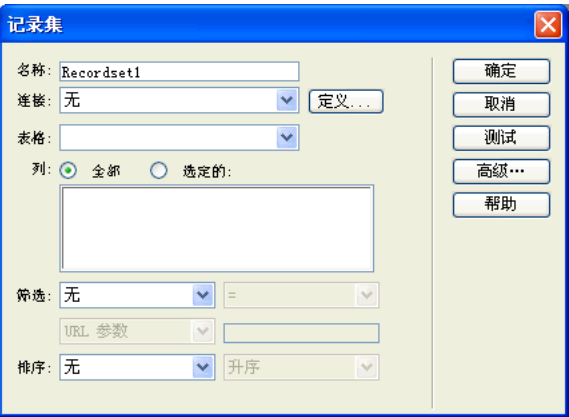 记录集
名称: Recordset1 确定
连接: 无 定义... 取消
表格: 测试
列: 全部 选定的: 高级…
帮助
筛选: 无 =
URL 参数
排序: 无 升序